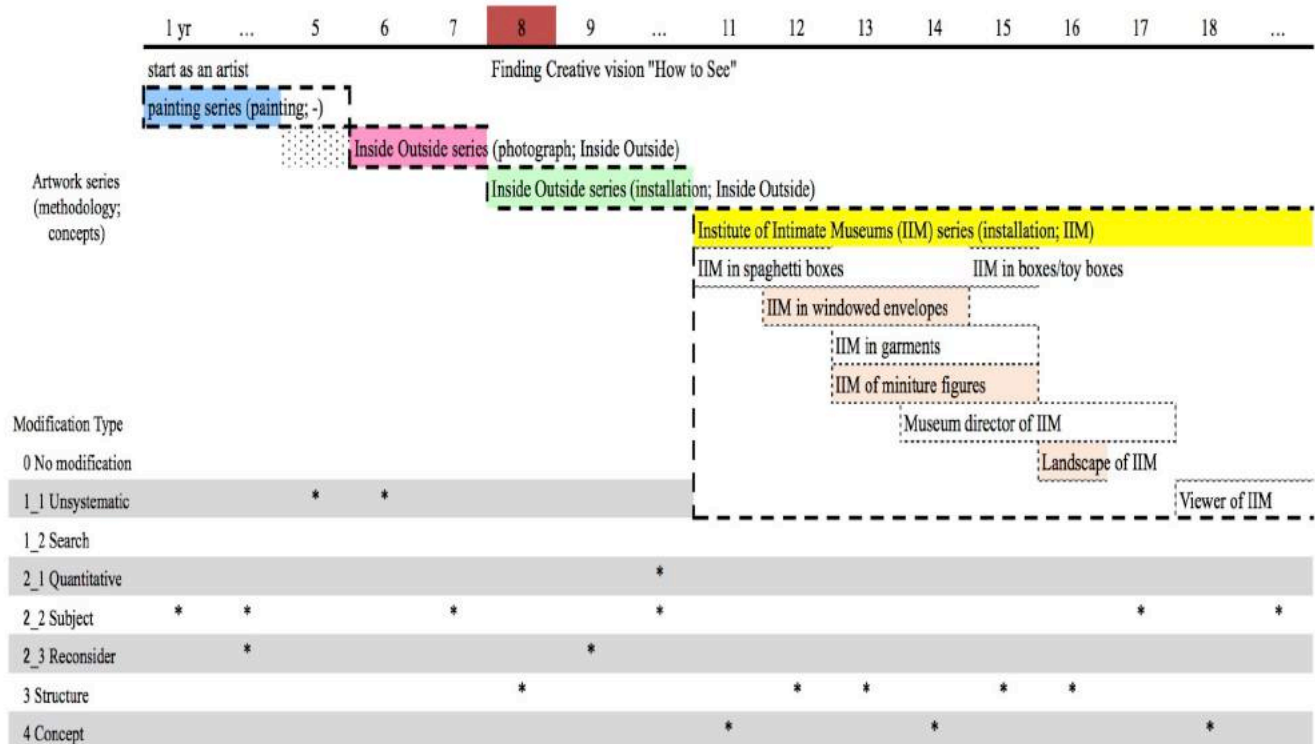 1 yr ... 5 6 7 8 9 ... 11 12 13 14 15 16 17 18 ...
start as an artist Finding Creative vision "How to See"
painting series (painting; -)
Inside Outside series (photograph; Inside Outside)
Artwork series
(methodology;
concepts)
Inside Outside series (installation; Inside Outside)
Institute of Intimate Museums (IIM) series (installation; IIM)
IIM in spaghetti boxes IIM in boxes/toy boxes
IIM in windowed envelopes
IIM in garments
IIM of miniture figures
Modification Type Museum director of IIM
0 No modification Landscape of IIM
1_1 Unsystematic * * Viewer of IIM
1_2 Search
2_1 Quantitative *
2_2 Subject * * * * * *
2_3 Reconsider * *
3 Structure * * * * *
4 Concept * * *